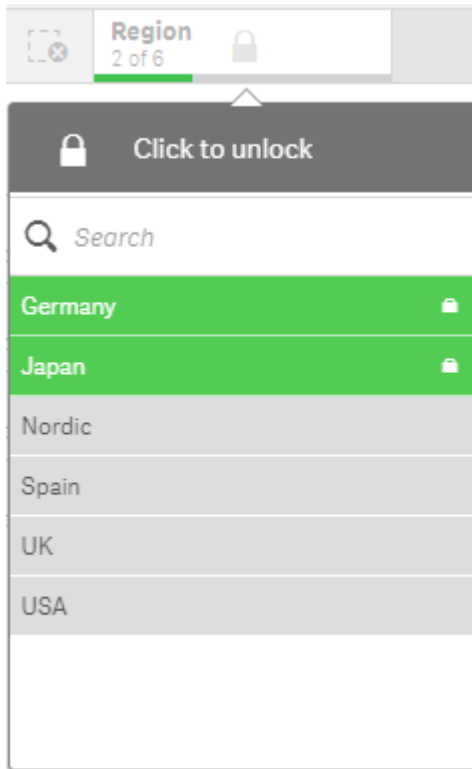 Region
2 of 6
Click to unlock
Search
Germany
Japan
Nordic
Spain
UK
USA